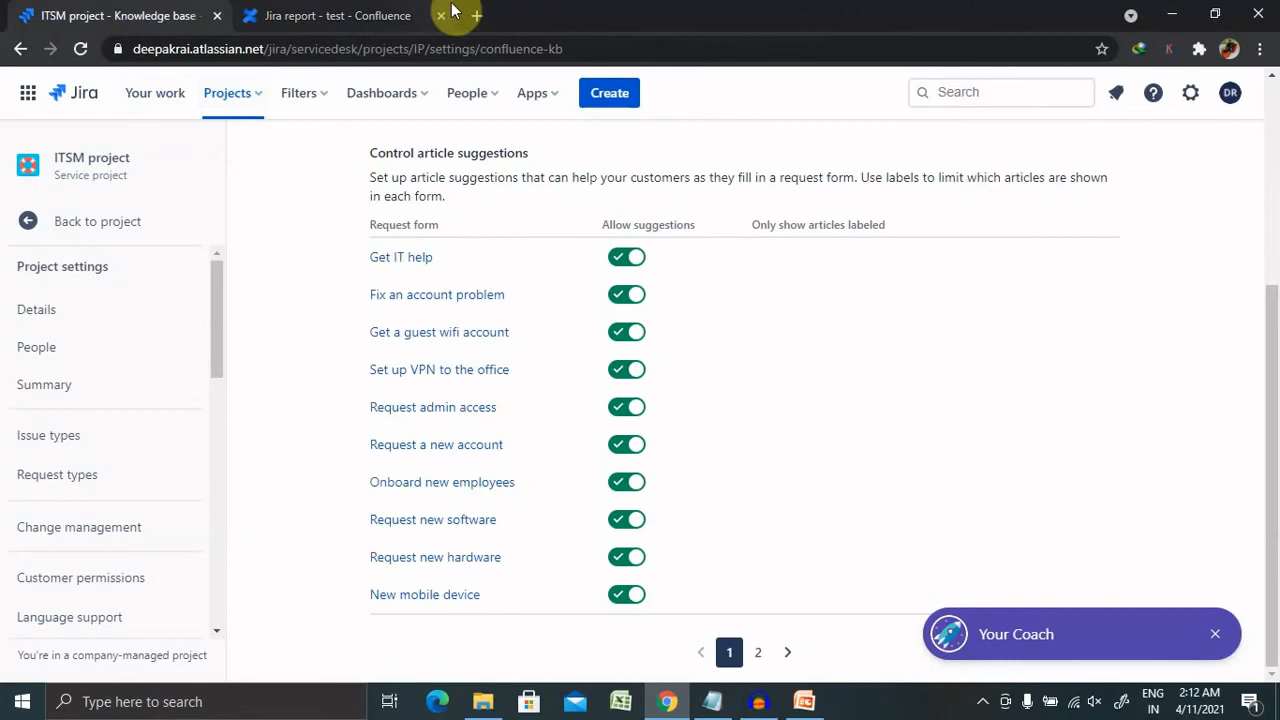 ITSM project - Knowledge base -
Jira report - test - Confluence
deepakrai.atlassian.net/jira/servicedesk/projects/IP/settings/confluence-kb
K
Jira
Your work
Projects
Filters
Dashboards
People
Apps
Create
Search
DR
ITSM project
Service project
Back to project
Project settings
Details
People
Summary
Issue types
Request types
Change management
Customer permissions
Language support
You're in a company-managed project
Control article suggestions
Set up article suggestions that can help your customers as they fill in a request form. Use labels to limit which articles are shown
in each form.
Request form Allow suggestions Only show articles labeled
Get IT help
Fix an account problem
Get a guest wifi account
Set up VPN to the office
Request admin access
Request a new account
Onboard new employees
Request new software
Request new hardware
New mobile device
1 2
Your Coach
Type here to search
ENG
IN
2:12 AM
4/11/2021
1